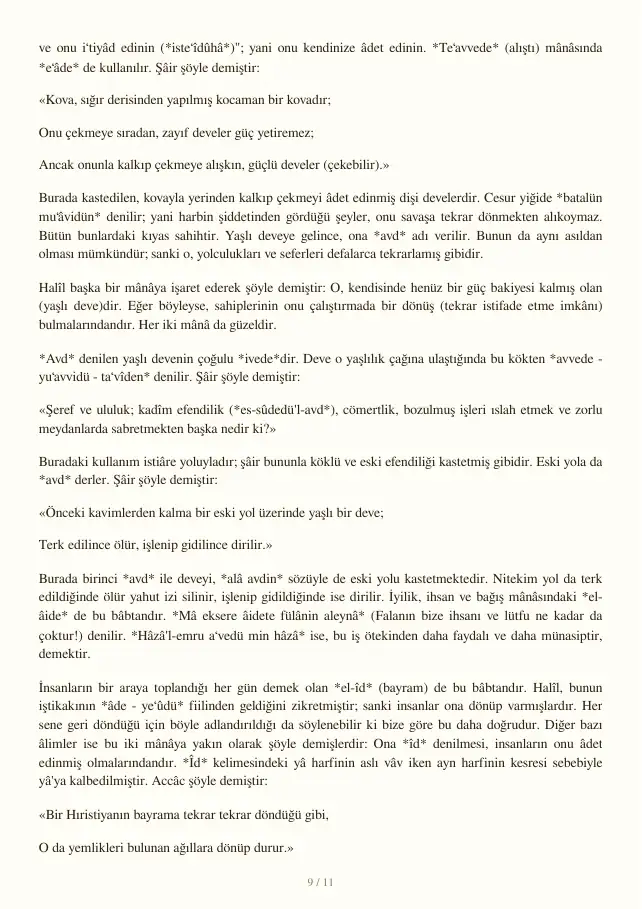 ve onu i‘tiyâd edinin (*iste‘îdûhâ*)"; yani onu kendinize âdet edinin. *Te‘avvede* (alıştı) mânâsında
*e‘âde* de kullanılır. Şâir şöyle demiştir:
«Kova, sığır derisinden yapılmış kocaman bir kovadır;
Onu çekmeye sıradan, zayıf develer güç yetiremez;
Ancak onunla kalkıp çekmeye alışkın, güçlü develer (çekebilir).»
Burada kastedilen, kovayla yerinden kalkıp çekmeyi âdet edinmiş dişi develerdir. Cesur yiğide *batalün
mu‘âvidün* denilir; yani harbin şiddetinden gördüğü şeyler, onu savaşa tekrar dönmekten alıkoymaz.
Bütün bunlardaki kıyas sahihtir. Yaşlı deveye gelince, ona *avd* adı verilir. Bunun da aynı asıldan
olması mümkündür; sanki o, yolculukları ve seferleri defalarca tekrarlamış gibidir.
Halîl başka bir mânâya işaret ederek şöyle demiştir: O, kendisinde henüz bir güç bakiyesi kalmış olan
(yaşlı deve)dir. Eğer böyleyse, sahiplerinin onu çalıştırmada bir dönüş (tekrar istifade etme imkânı)
bulmalarındandır. Her iki mânâ da güzeldir.
*Avd* denilen yaşlı devenin çoğulu *ivede*dir. Deve o yaşlılık çağına ulaştığında bu kökten *avvede -
yu‘avvidü - ta‘vîden* denilir. Şâir şöyle demiştir:
«Şeref ve ululuk; kadîm efendilik (*es-sûdedü'l-avd*), cömertlik, bozulmuş işleri ıslah etmek ve zorlu
meydanlarda sabretmekten başka nedir ki?»
Buradaki kullanım istiâre yoluyladır; şâir bununla köklü ve eski efendiliği kastetmiş gibidir. Eski yola da
*avd* derler. Şâir şöyle demiştir:
«Önceki kavimlerden kalma bir eski yol üzerinde yaşlı bir deve;
Terk edilince ölür, işlenip gidilince dirilir.»
Burada birinci *avd* ile deveyi, *alâ avdin* sözüyle de eski yolu kastetmektedir. Nitekim yol da terk
edildiğinde ölür yahut izi silinir, işlenip gidildiğinde ise dirilir. İyilik, ihsan ve bağış mânâsındaki *el-
âide* de bu bâbtandır. *Mâ eksere âidete fülânin aleynâ* (Falanın bize ihsanı ve lütfu ne kadar da
çoktur!) denilir. *Hâzâ'l-emru a‘vedü min hâzâ* ise, bu iş ötekinden daha faydalı ve daha münasiptir,
demektir.
İnsanların bir araya toplandığı her gün demek olan *el-îd* (bayram) de bu bâbtandır. Halîl, bunun
iştikakının *âde - ye‘ûdü* fiilinden geldiğini zikretmiştir; sanki insanlar ona dönüp varmışlardır. Her
sene geri döndüğü için böyle adlandırıldığı da söylenebilir ki bize göre bu daha doğrudur. Diğer bazı
âlimler ise bu iki mânâya yakın olarak şöyle demişlerdir: Ona *îd* denilmesi, insanların onu âdet
edinmiş olmalarındandır. *Îd* kelimesindeki yâ harfinin aslı vâv iken ayn harfinin kesresi sebebiyle
yâ'ya kalbedilmiştir. Accâc şöyle demiştir:
«Bir Hıristiyanın bayrama tekrar tekrar döndüğü gibi,
O da yemlikleri bulunan ağıllara dönüp durur.»
9 / 11